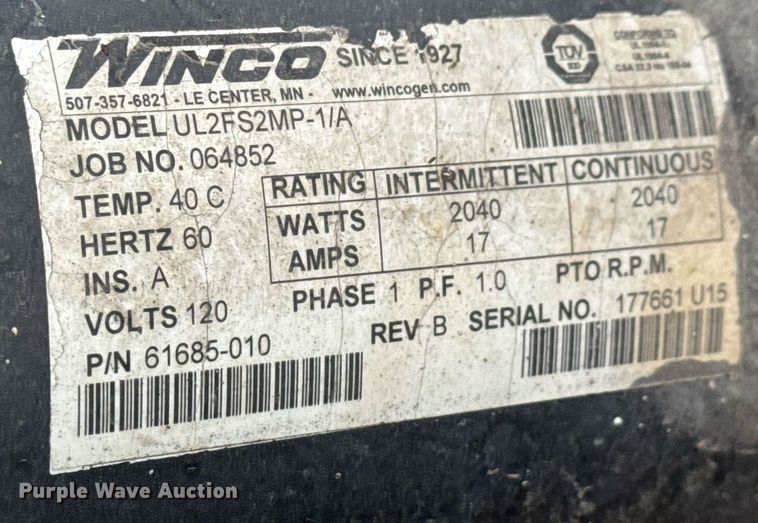 WINCO SINCE 1927
507-357-6821 - LE CENTER, MN - www.wincogen.com
TUV
MODEL UL2FS2MP-1/A
JOB NO. 064852
TEMP. 40 C
HERTZ 60
INS. A
VOLTS 120
P/N 61685-010
RATING INTERMITTENT CONTINUOUS
WATTS 2040 2040
AMPS 17 17
PHASE 1 P.F. 1.0 PTO R.P.M.
REV B SERIAL NO. 177661 U15
Purple Wave Auction